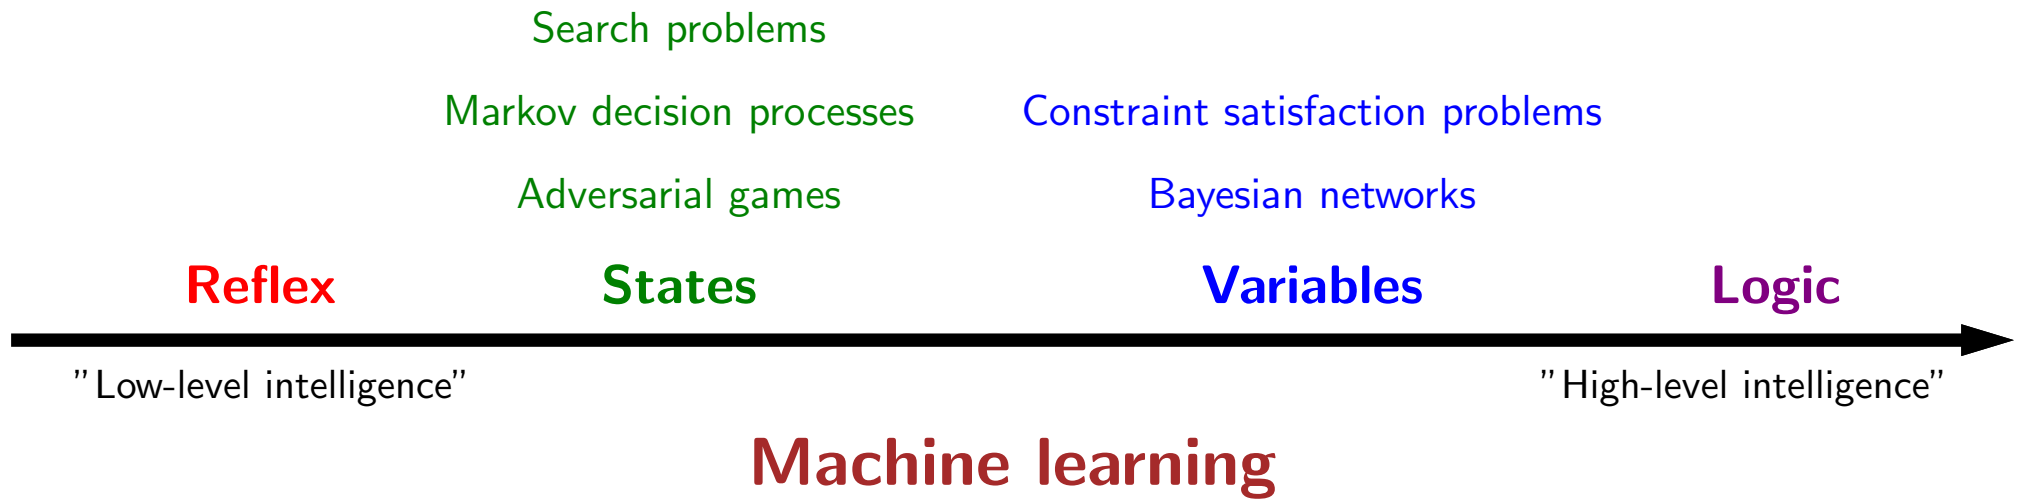 Search problems
Markov decision processes Constraint satisfaction problems
Adversarial games Bayesian networks
Reflex States Variables Logic
"Low-level intelligence" "High-level intelligence"
Machine learning